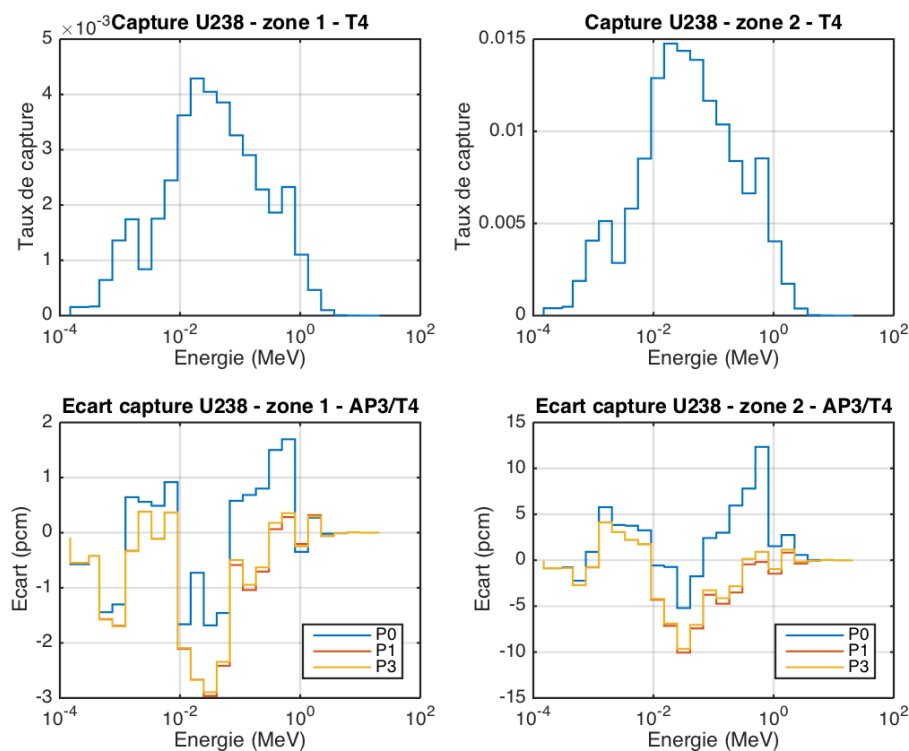 ×10⁻³
Capture U238 - zone 1 - T4
5
4
3
2
1
0
Taux de capture
10⁻⁴
10⁻²
10⁰
10²
Energie (MeV)
Capture U238 - zone 2 - T4
0.015
0.01
0.005
0
Taux de capture
10⁻⁴
10⁻²
10⁰
10²
Energie (MeV)
Ecart capture U238 - zone 1 - AP3/T4
2
1
0
-1
-2
-3
Ecart (pcm)
P0
P1
P3
10⁻⁴
10⁻²
10⁰
10²
Energie (MeV)
Ecart capture U238 - zone 2 - AP3/T4
15
10
5
0
-5
-10
-15
Ecart (pcm)
P0
P1
P3
10⁻⁴
10⁻²
10⁰
10²
Energie (MeV)